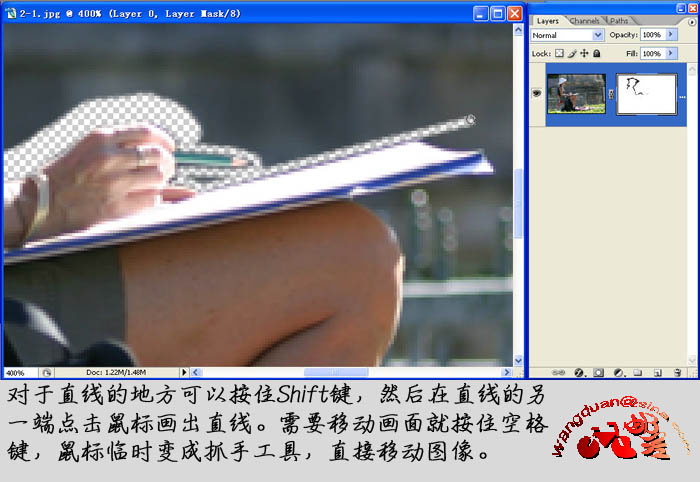 2-1.jpg @ 400% (Layer 0, Layer Mask/8)
Layers Channels Paths
Normal Opacity: 100%
Lock: Fill: 100%
400% Doc: 1.22M/1.48M
对于直线的地方可以按住Shift键，然后在直线的另
一端点击鼠标画出直线。需要移动画面就按住空格
键，鼠标临时变成抓手工具，直接移动图像。
wangduan@sina.com